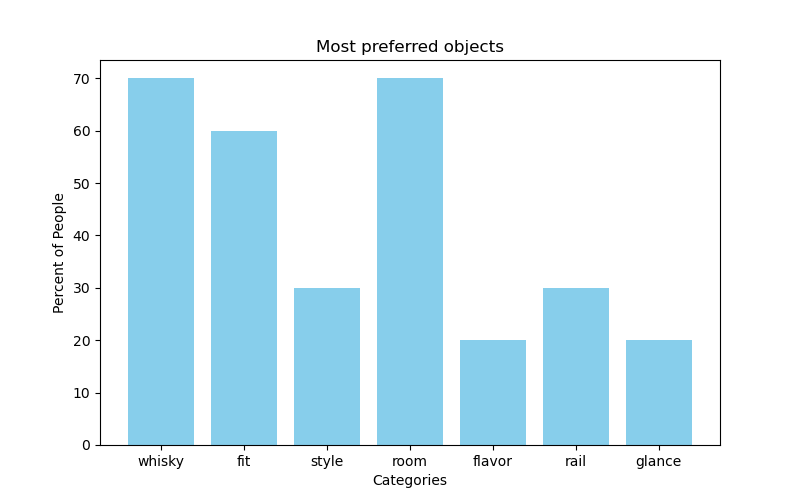 Most preferred objects
70
60
50
40
30
20
10
0
Percent of People
whisky fit style room flavor rail glance
Categories